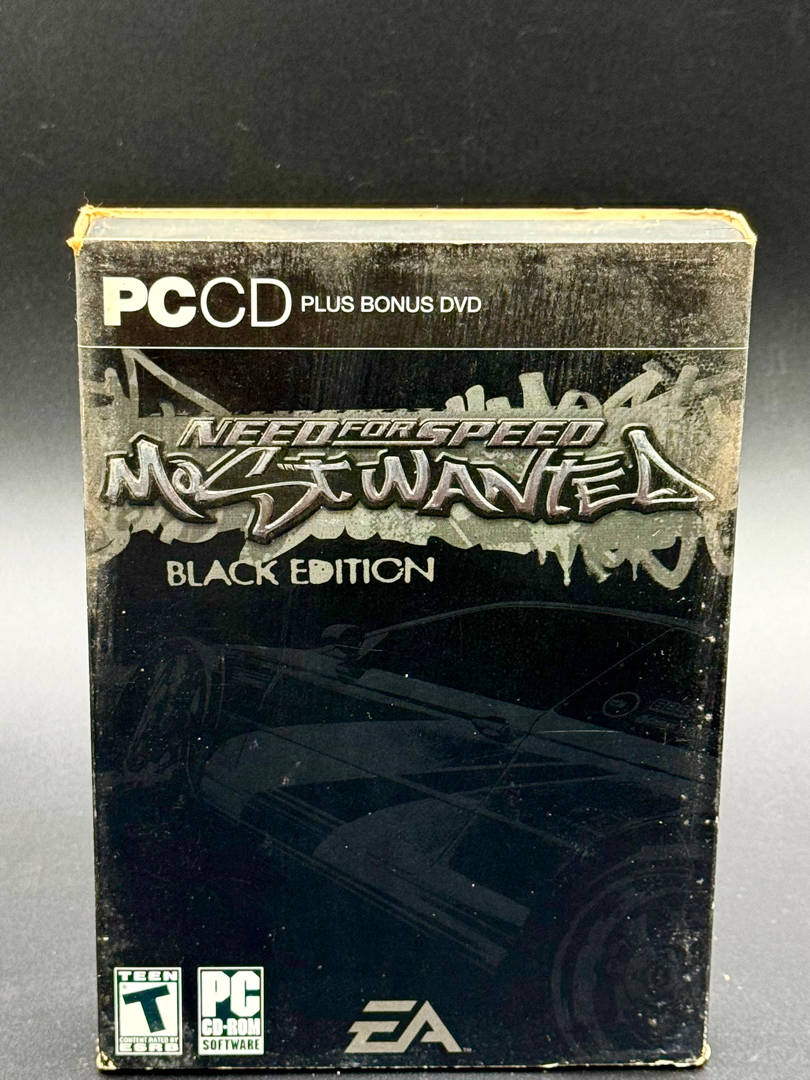 PCCD PLUS BONUS DVD
NEED FOR SPEED
MOST WANTED
BLACK EDITION
TEEN
T
CONTENT RATED BY
ESRB
PC
CD-ROM
SOFTWARE
EA